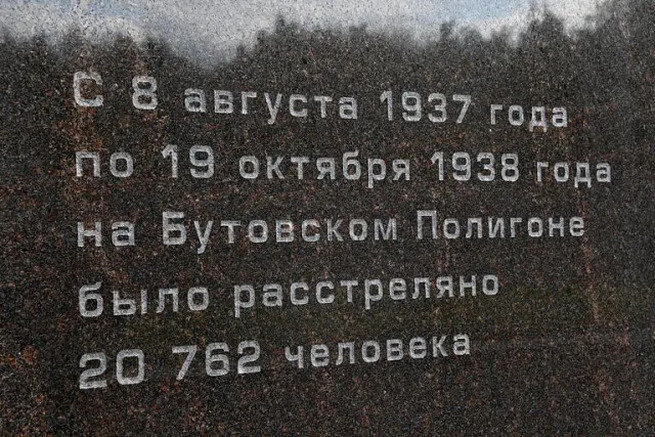 С 8 августа 1937 года
по 19 октября 1938 года
на Бутовском Полигоне
было расстреляно
20 762 человека